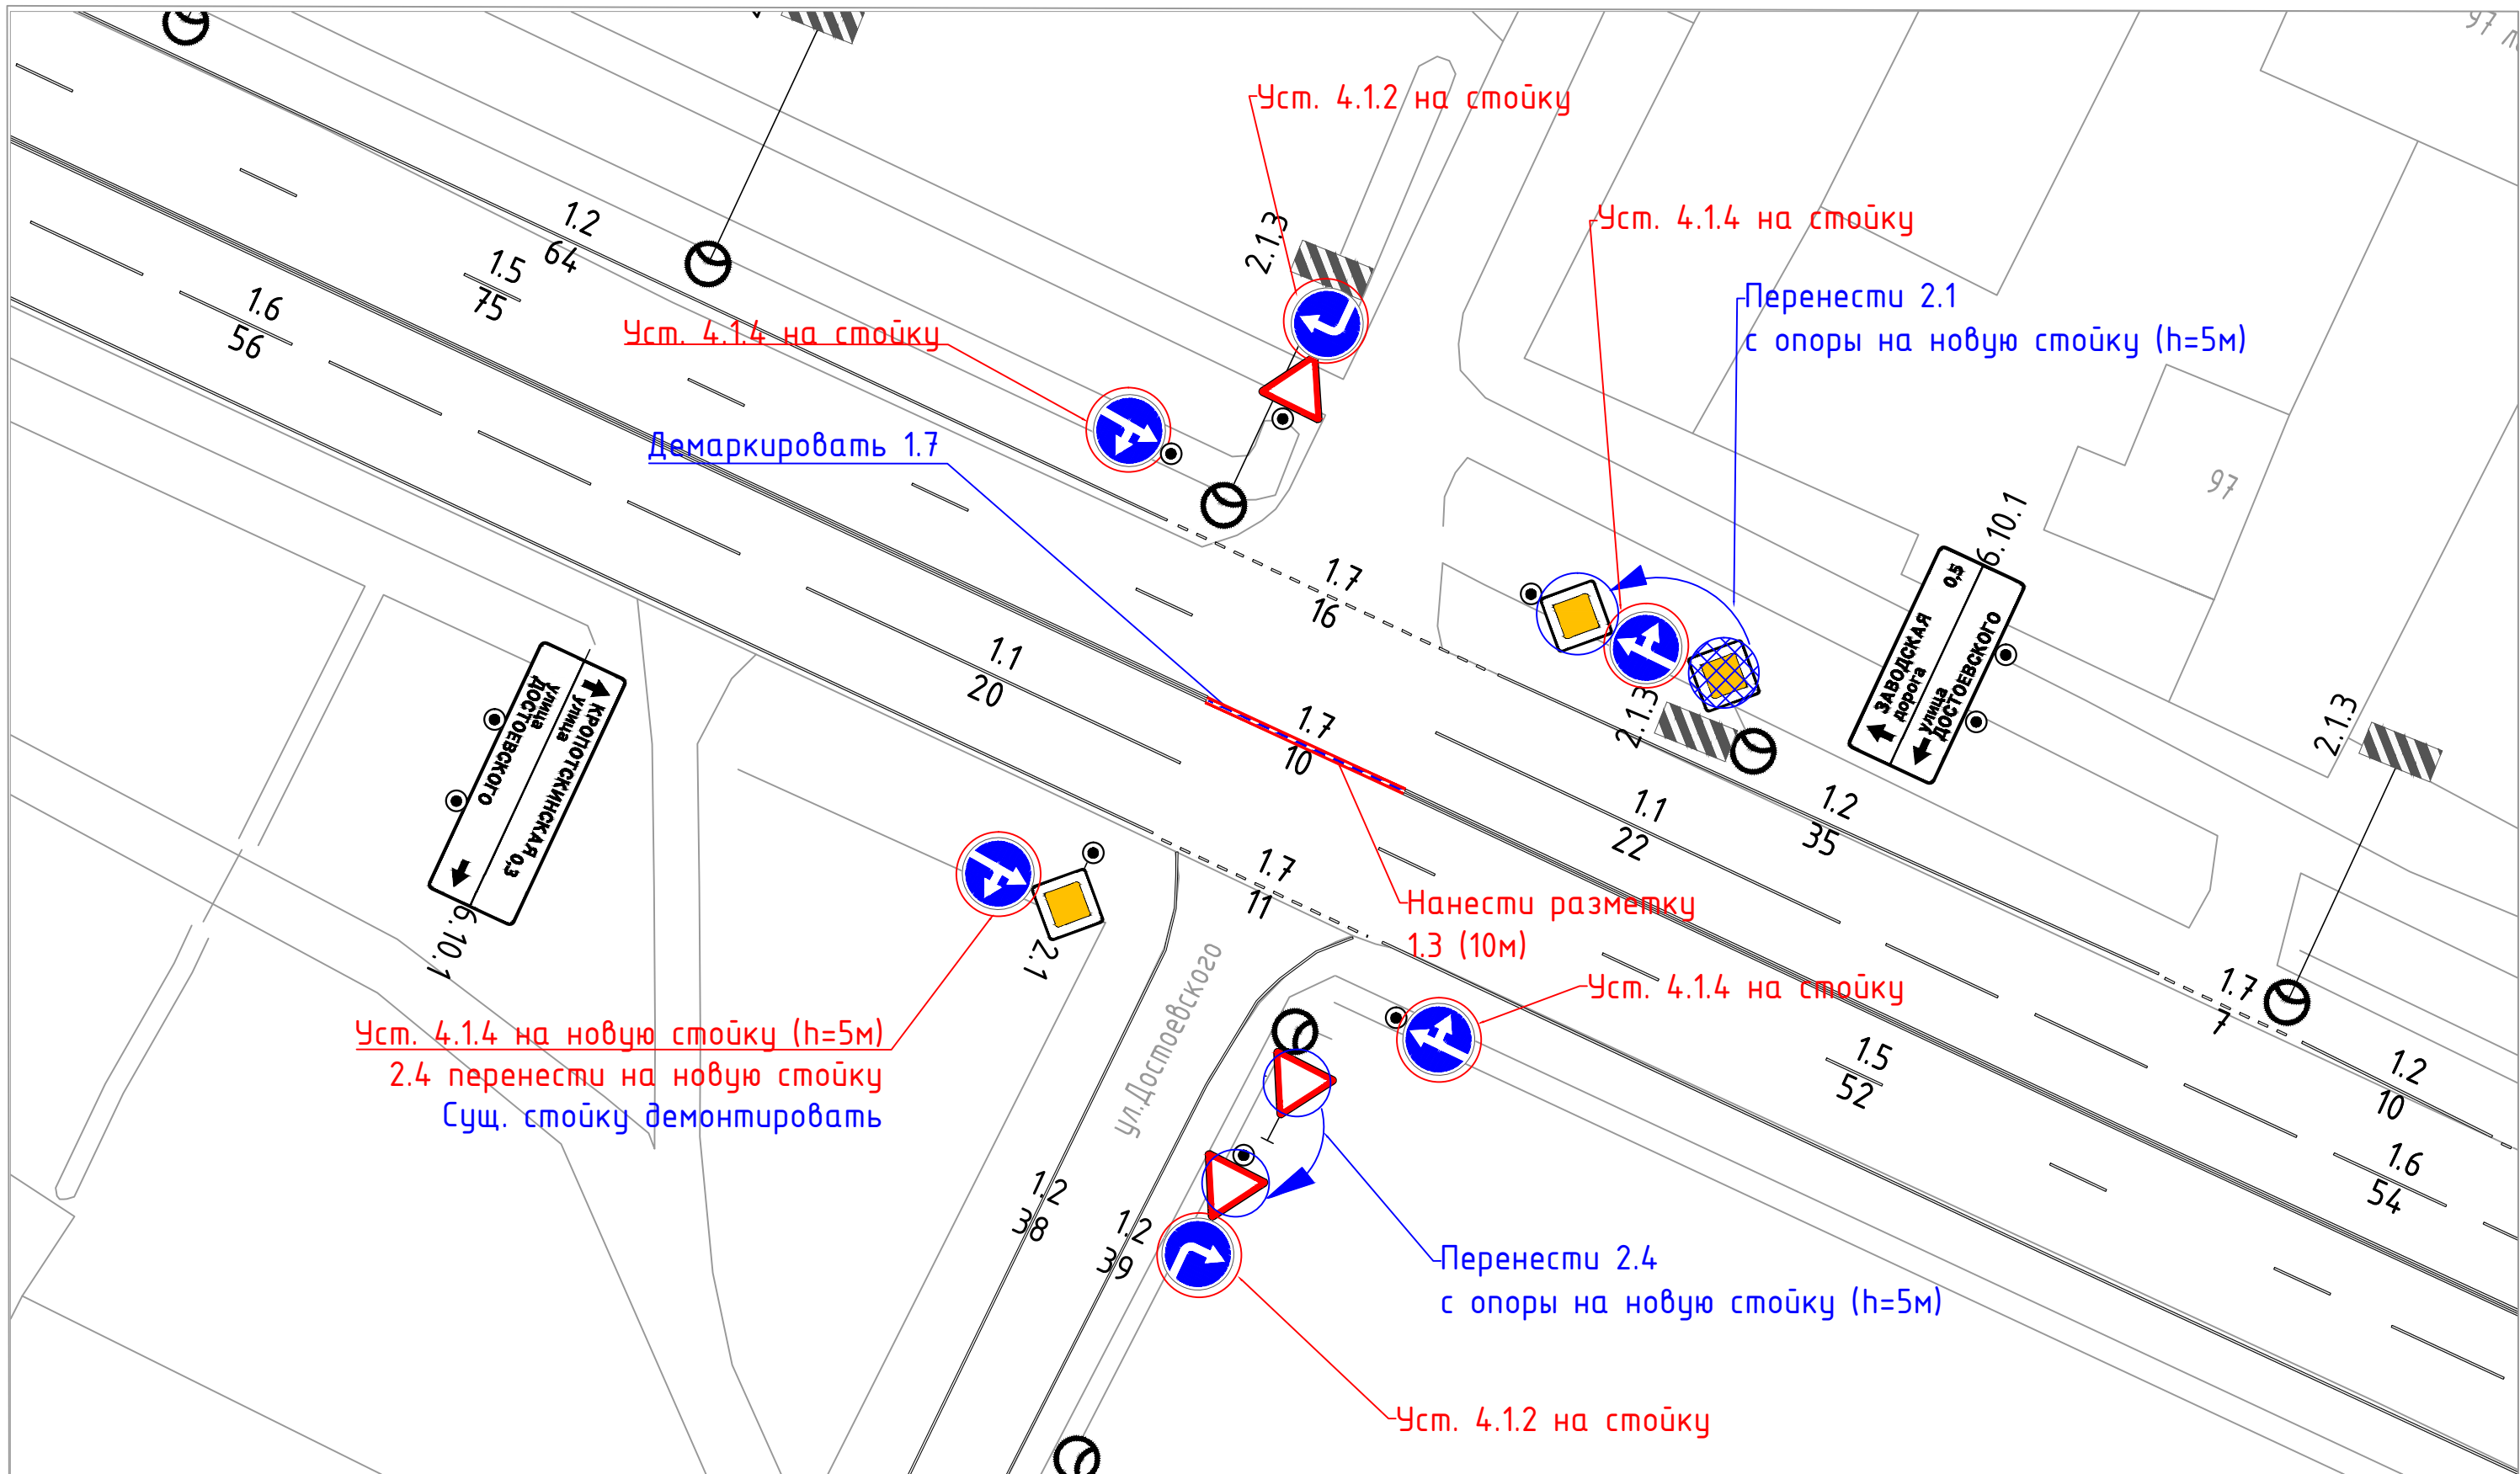 97
Уст. 4.1.2 на стойку
2.1.3
Уст. 4.1.4 на стойку
Перенести 2.1
с опоры на новую стойку (h=5м)
1.2
64
1.5
75
1.6
56
Уст. 4.1.4 на стойку
Демаркировать 1.7
97
6.10.1
0,5
ЗАВОДСКАЯ
дорога
улица
ДОСТОЕВСКОГО
1.7
16
2.1.3
2.1.3
1.1
20
1.7
10
улица
ДОСТОЕВСКОГО
КРОПОТСКИНСКАЯ
улица
0,3
6.10.1
1.1
22
1.2
35
1.7
11
Нанести разметку
1.3 (10м)
2.1
Уст. 4.1.4 на стойку
1.7
7
Уст. 4.1.4 на новую стойку (h=5м)
2.4 перенести на новую стойку
Сущ. стойку демонтировать
ул.Достоевского
1.5
52
1.2
10
1.6
54
1.2
38
1.2
39
Перенести 2.4
с опоры на новую стойку (h=5м)
Уст. 4.1.2 на стойку